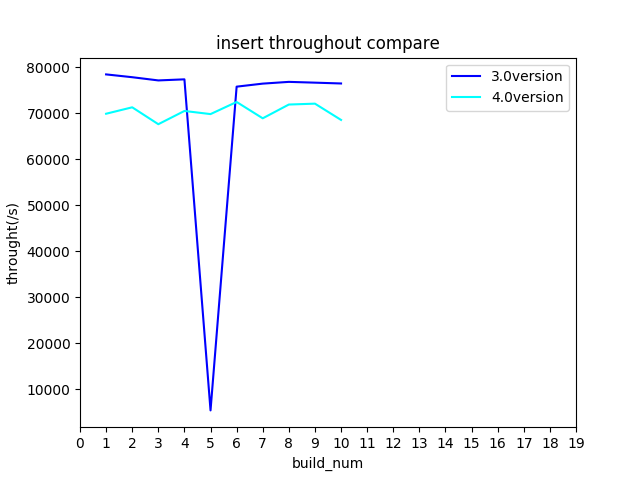 insert throughout compare
3.0version
4.0version
throught(/s)
80000
70000
60000
50000
40000
30000
20000
10000
0 1 2 3 4 5 6 7 8 9 10 11 12 13 14 15 16 17 18 19
build_num